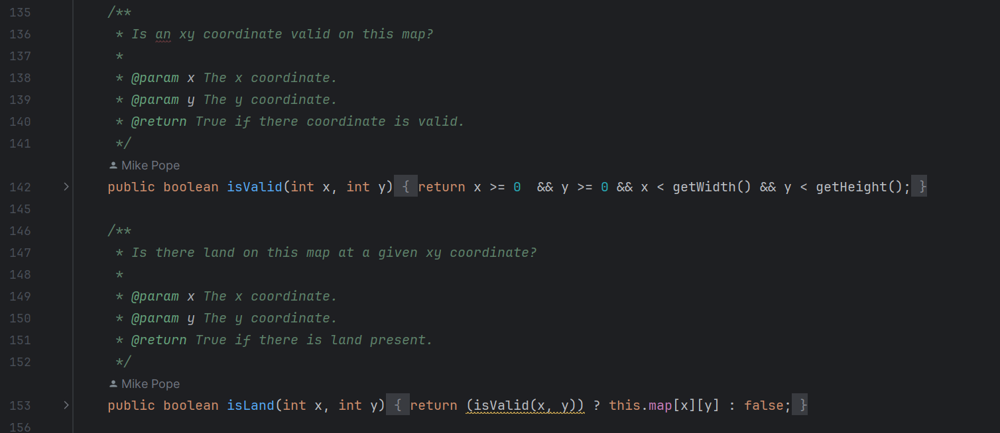 135 /**
136 * Is an xy coordinate valid on this map?
137 *
138 * @param x The x coordinate.
139 * @param y The y coordinate.
140 * @return True if there coordinate is valid.
141 */
Mike Pope
142 public boolean isValid(int x, int y) { return x >= 0  && y >= 0 && x < getWidth() && y < getHeight(); }
145
146 /**
147 * Is there land on this map at a given xy coordinate?
148 *
149 * @param x The x coordinate.
150 * @param y The y coordinate.
151 * @return True if there is land present.
152 */
Mike Pope
153 public boolean isLand(int x, int y) { return (isValid(x, y)) ? this.map[x][y] : false; }
156